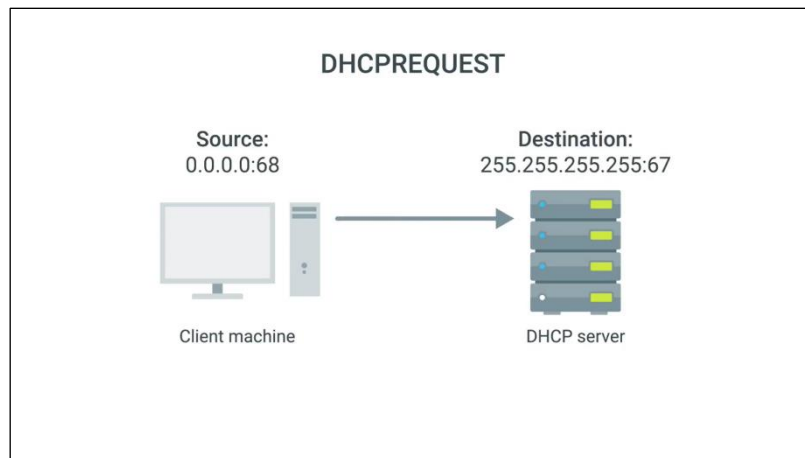 DHCPREQUEST
Source:
0.0.0.0:68
Destination:
255.255.255.255:67
Client machine
DHCP server